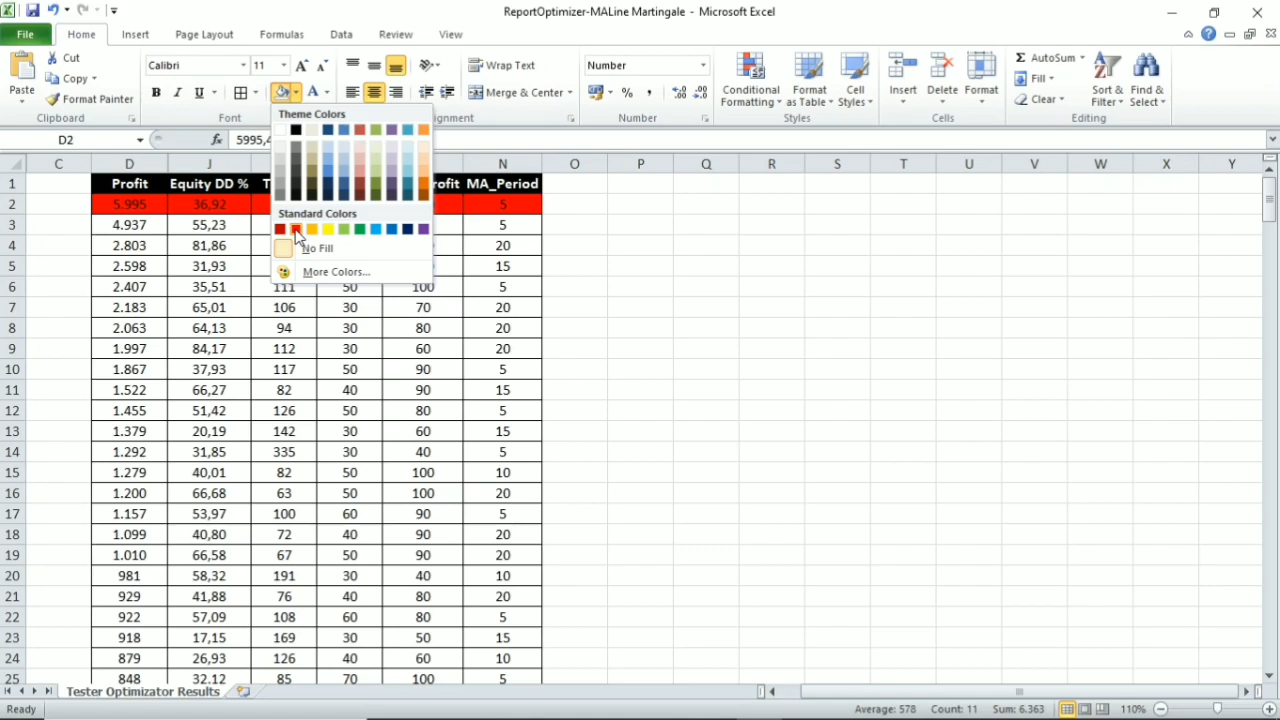 ReportOptimizer-MALine Martingale - Microsoft Excel
File Home Insert Page Layout Formulas Data Review View
Paste Cut Copy Format Painter
Calibri 11
B I U A
Wrap Text
Merge & Center
Number
Conditional Formatting Format as Table Cell Styles
Insert Delete Format
AutoSum Fill Clear
Sort & Filter Find & Select
Clipboard Font gnment Number Styles Cells Editing
D2 fx 5995,4
Theme Colors
Standard Colors
No Fill
More Colors...
C D J N O P Q R S T U V W X Y
1 Profit Equity DD % T rofit MA_Period
2 5.995 36,92 5
3 4.937 55,23 5
4 2.803 81,86 20
5 2.598 31,93 15
6 2.407 35,51 111 50 100 5
7 2.183 65,01 106 30 70 20
8 2.063 64,13 94 30 80 20
9 1.997 84,17 112 30 60 20
10 1.867 37,93 117 50 90 5
11 1.522 66,27 82 40 90 15
12 1.455 51,42 126 50 80 5
13 1.379 20,19 142 30 60 15
14 1.292 31,85 335 30 40 5
15 1.279 40,01 82 50 100 10
16 1.200 66,68 63 50 100 20
17 1.157 53,97 100 60 90 5
18 1.099 40,80 72 40 90 20
19 1.010 66,58 67 50 90 20
20 981 58,32 191 30 40 10
21 929 41,88 76 40 80 20
22 922 57,09 108 60 80 5
23 918 17,15 169 30 50 15
24 879 26,93 126 40 60 10
25 848 32,12 85 70 100 5
Tester Optimizator Results
Ready Average: 578 Count: 11 Sum: 6.363 110%